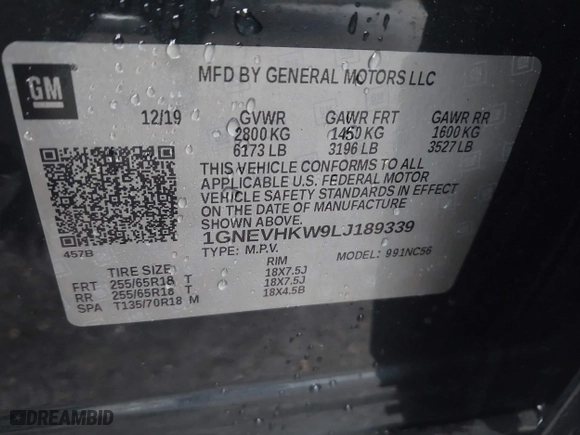 GM
MFD BY GENERAL MOTORS LLC
12/19 GVWR GAWR FRT GAWR RR
2800 KG 1450 KG 1600 KG
6173 LB 3196 LB 3527 LB
THIS VEHICLE CONFORMS TO ALL
APPLICABLE U.S. FEDERAL MOTOR
VEHICLE SAFETY STANDARDS IN EFFECT
ON THE DATE OF MANUFACTURE
SHOWN ABOVE.
1GNEVHKW9LJ189339
457B TYPE: M.P.V. MODEL: 991NC56
TIRE SIZE RIM
FRT 255/65R18 T 18X7.5J
RR 255/65R18 T 18X7.5J
SPA T135/70R18 M 18X4.5B
DREAMBID